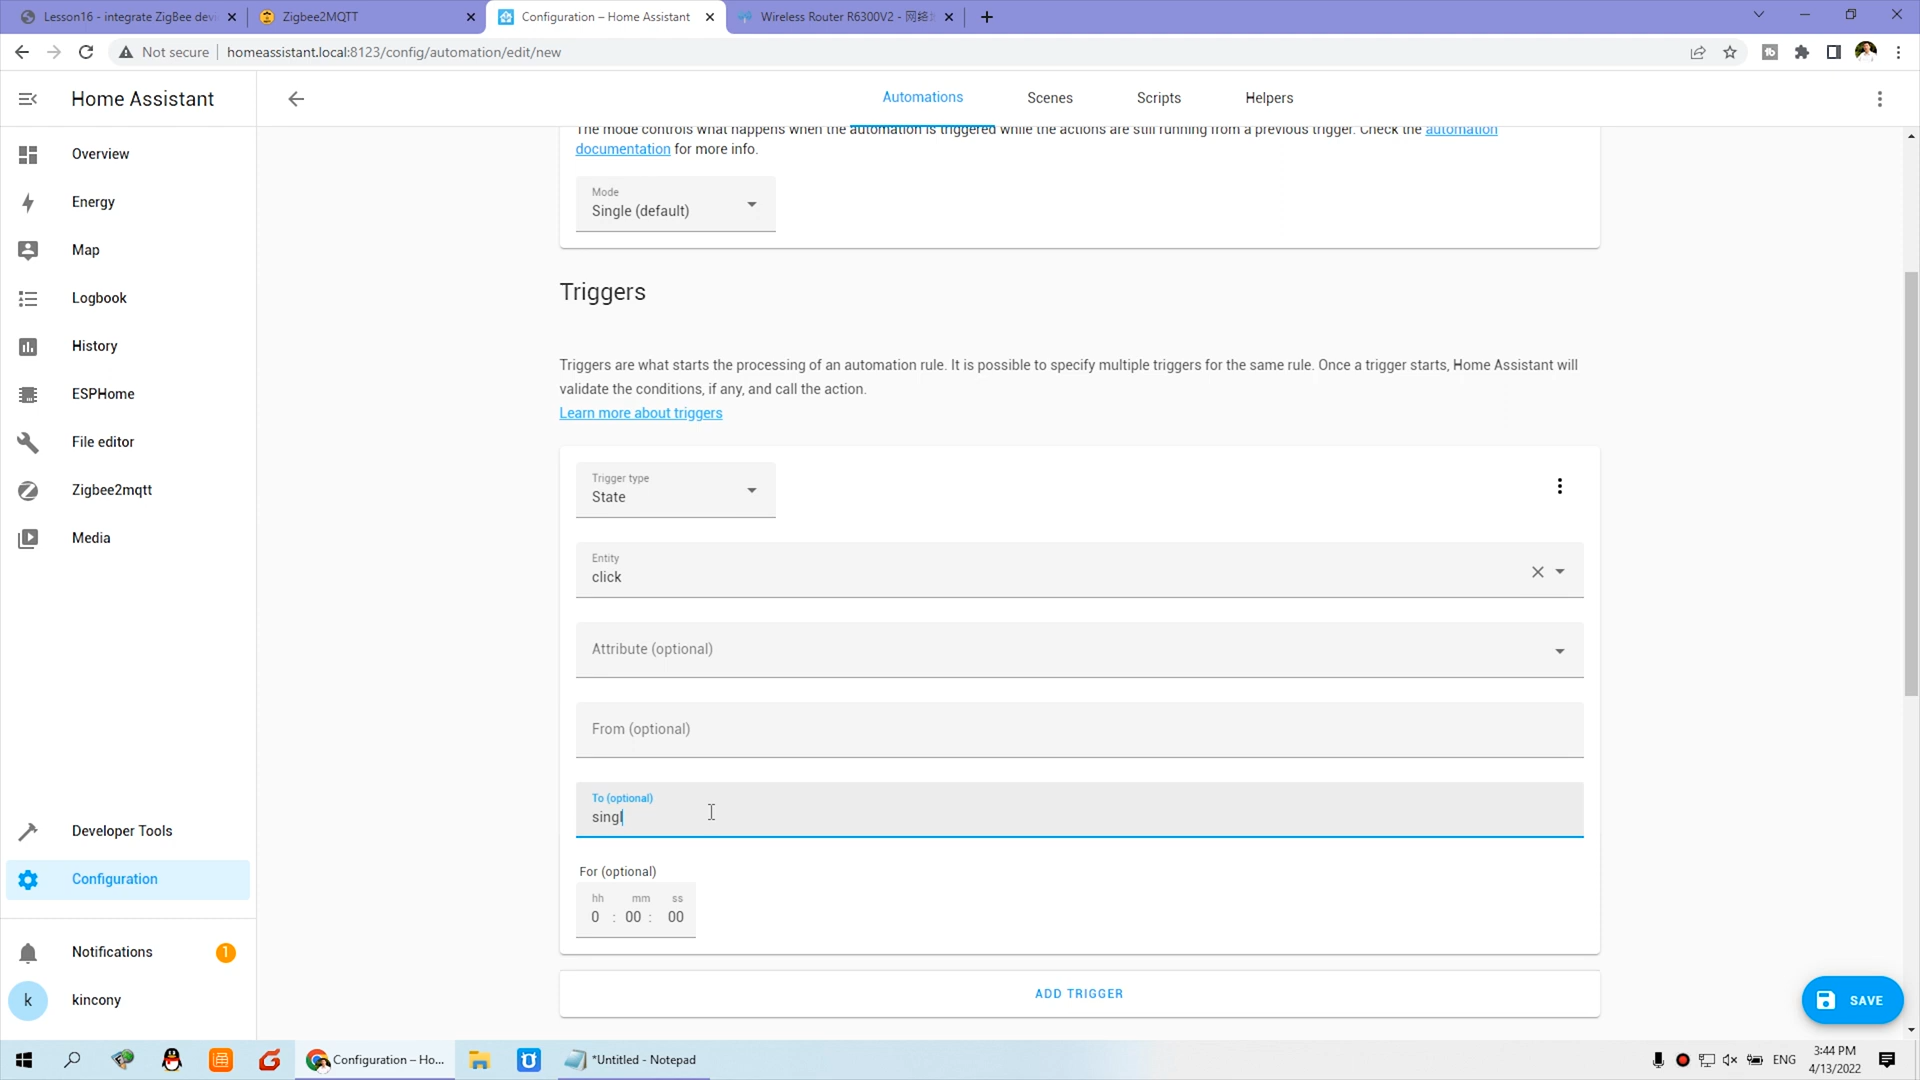 Lesson16 - integrate ZigBee devi
Zigbee2MQTT
Configuration – Home Assistant
Wireless Router R6300V2 - 网络
Not secure
homeassistant.local:8123/config/automation/edit/new
Home Assistant
Automations
Scenes
Scripts
Helpers
Overview
Energy
Map
Logbook
History
ESPHome
File editor
Zigbee2mqtt
Media
Developer Tools
Configuration
Notifications
1
k
kincony
The mode controls what happens when the automation is triggered while the actions are still running from a previous trigger. Check the automation
documentation for more info.
Mode
Single (default)
Triggers
Triggers are what starts the processing of an automation rule. It is possible to specify multiple triggers for the same rule. Once a trigger starts, Home Assistant will
validate the conditions, if any, and call the action.
Learn more about triggers
Trigger type
State
Entity
click
Attribute (optional)
From (optional)
To (optional)
singl
For (optional)
hh mm ss
0 : 00 : 00
ADD TRIGGER
SAVE
Configuration – Ho...
*Untitled - Notepad
ENG
3:44 PM
4/13/2022